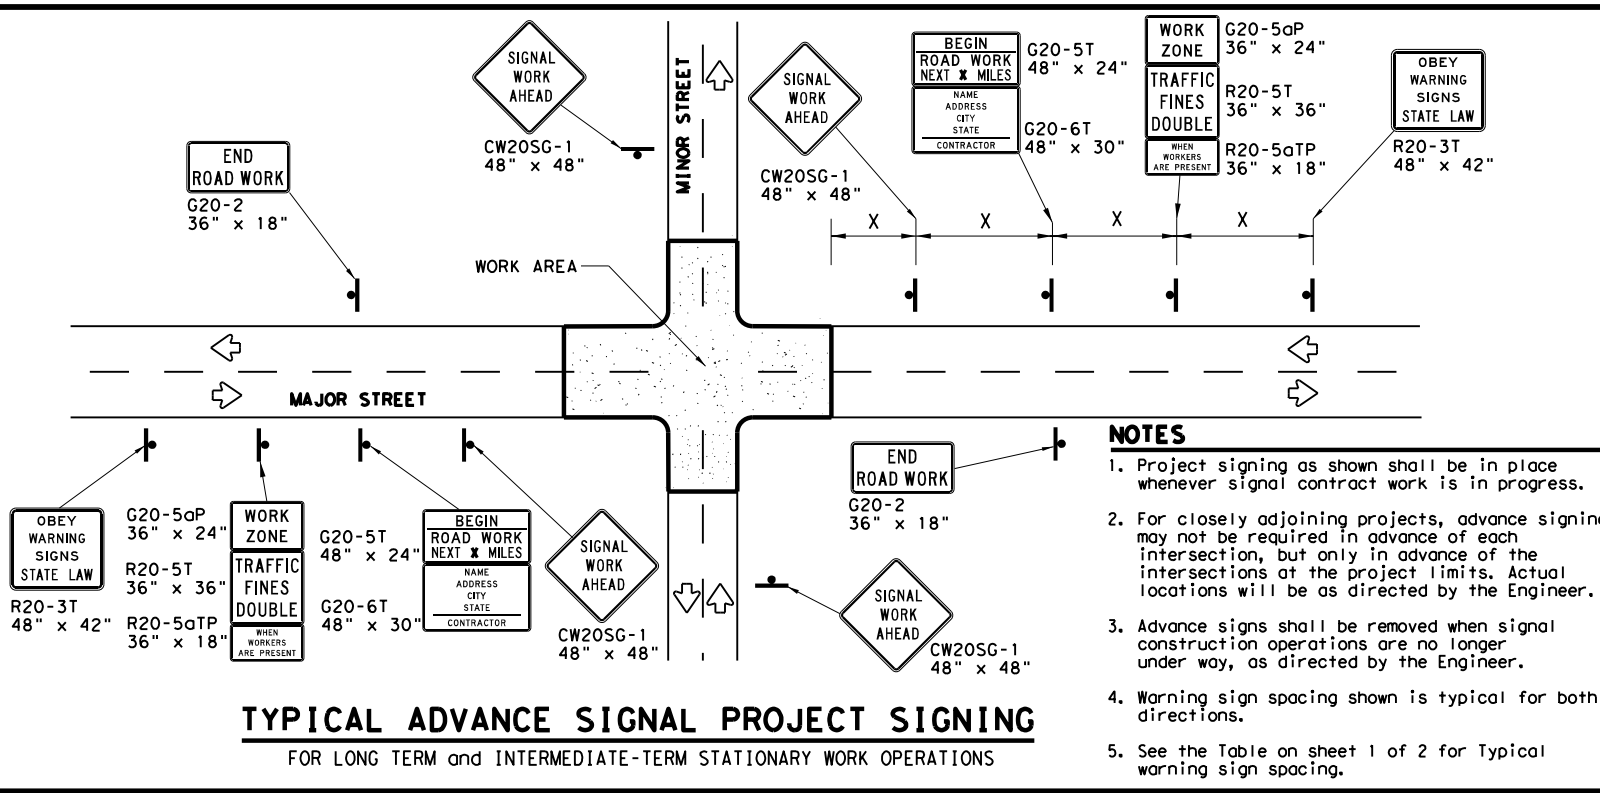 SIGNAL
WORK
AHEAD
CW20SG-1
48" x 48"
END
ROAD WORK
G20-2
36" x 18"
MINOR STREET
SIGNAL
WORK
AHEAD
CW20SG-1
48" x 48"
BEGIN
ROAD WORK
NEXT X MILES
NAME
ADDRESS
CITY
STATE
CONTRACTOR
G20-5T
48" x 24"
G20-6T
48" x 30"
WORK
ZONE
TRAFFIC
FINES
DOUBLE
WHEN
WORKERS
ARE PRESENT
G20-5aP
36" x 24"
R20-5T
36" x 36"
R20-5aTP
36" x 18"
OBEY
WARNING
SIGNS
STATE LAW
R20-3T
48" x 42"
X
X
X
X
WORK AREA
MAJOR STREET
OBEY
WARNING
SIGNS
STATE LAW
R20-3T
48" x 42"
G20-5aP
36" x 24"
R20-5T
36" x 36"
R20-5aTP
36" x 18"
WORK
ZONE
TRAFFIC
FINES
DOUBLE
WHEN
WORKERS
ARE PRESENT
G20-5T
48" x 24"
G20-6T
48" x 30"
BEGIN
ROAD WORK
NEXT X MILES
NAME
ADDRESS
CITY
STATE
CONTRACTOR
SIGNAL
WORK
AHEAD
CW20SG-1
48" x 48"
END
ROAD WORK
G20-2
36" x 18"
SIGNAL
WORK
AHEAD
CW20SG-1
48" x 48"
NOTES
1. Project signing as shown shall be in place
whenever signal contract work is in progress.
2. For closely adjoining projects, advance signing
may not be required in advance of each
intersection, but only in advance of the
intersections at the project limits. Actual
locations will be as directed by the Engineer.
3. Advance signs shall be removed when signal
construction operations are no longer
under way, as directed by the Engineer.
4. Warning sign spacing shown is typical for both
directions.
5. See the Table on sheet 1 of 2 for Typical
warning sign spacing.
TYPICAL ADVANCE SIGNAL PROJECT SIGNING
FOR LONG TERM and INTERMEDIATE-TERM STATIONARY WORK OPERATIONS